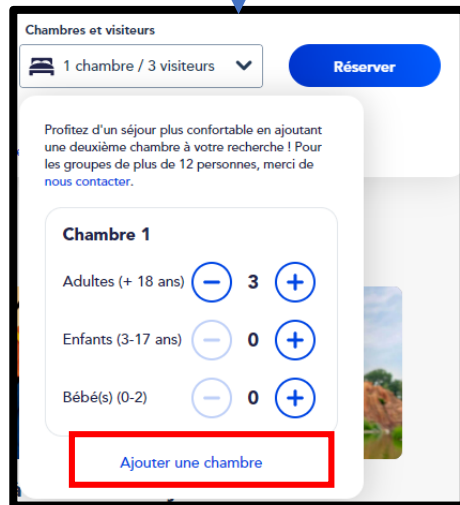 Chambres et visiteurs
1 chambre / 3 visiteurs
Réserver
Profitez d'un séjour plus confortable en ajoutant
une deuxième chambre à votre recherche ! Pour
les groupes de plus de 12 personnes, merci de
nous contacter.
Chambre 1
Adultes (+ 18 ans) 3
Enfants (3-17 ans) 0
Bébé(s) (0-2) 0
Ajouter une chambre